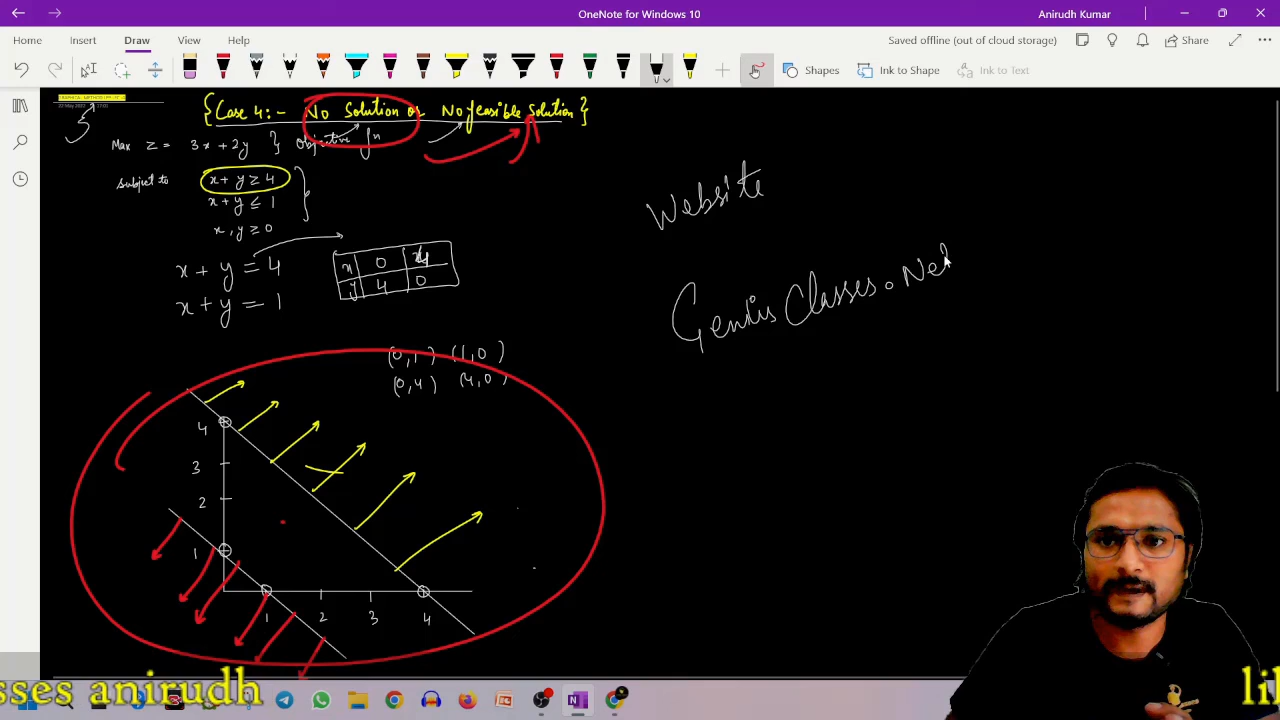 OneNote for Windows 10
Anirudh Kumar
Home Insert Draw View Help
Saved offline (out of cloud storage)
Share
Shapes
Ink to Shape
Ink to Text
{Case 4:- No Solution or No feasible Solution}
Max Z = 3x + 2y } Objective fn
Subject to x + y ≥ 4
x + y ≤ 1
x, y ≥ 0
x + y = 4
x + y = 1
x 0 4
y 4 0
Website
Genius Classes.Net
(0,1) (1,0)
(0,4) (4,0)
4
3
2
1
1 2 3 4
sses anirudh
lil